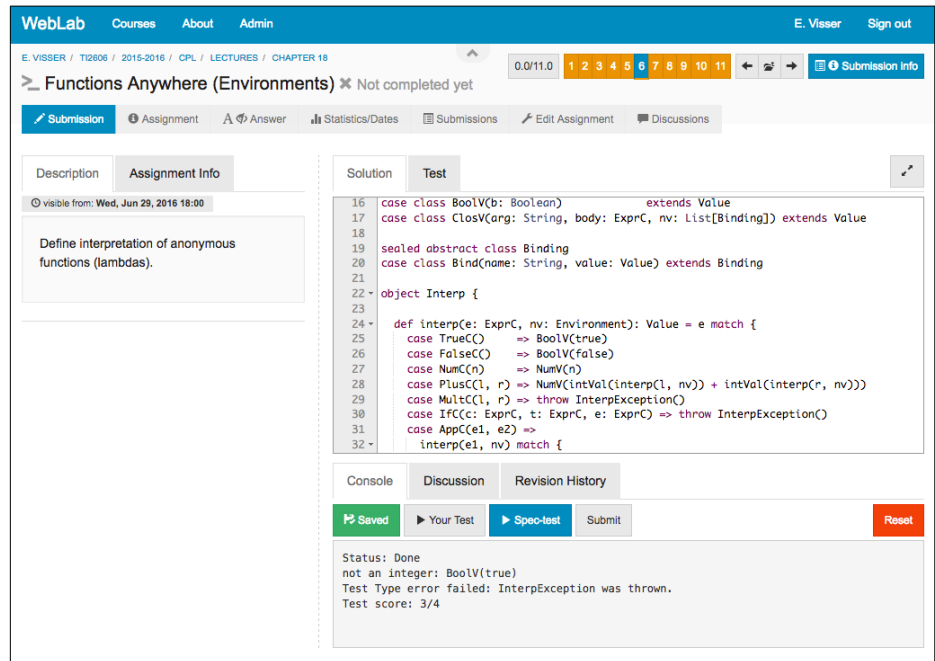 WebLab Courses About Admin E. Visser Sign out
E. VISSER / TI2606 / 2015-2016 / CPL / LECTURES / CHAPTER 18
0.0/11.0 1 2 3 4 5 6 7 8 9 10 11 Submission Info
Functions Anywhere (Environments) Not completed yet
Submission Assignment Answer Statistics/Dates Submissions Edit Assignment Discussions
Description Assignment Info
visible from: Wed, Jun 29, 2016 18:00
Define interpretation of anonymous
functions (lambdas).
Solution Test
16 case class BoolV(b: Boolean) extends Value
17 case class ClosV(arg: String, body: ExprC, nv: List[Binding]) extends Value
18
19 sealed abstract class Binding
20 case class Bind(name: String, value: Value) extends Binding
21
22 object Interp {
23
24 def interp(e: ExprC, nv: Environment): Value = e match {
25 case TrueC() => BoolV(true)
26 case FalseC() => BoolV(false)
27 case NumC(n) => NumV(n)
28 case PlusC(l, r) => NumV(intVal(interp(l, nv)) + intVal(interp(r, nv)))
29 case MultC(l, r) => throw InterpException()
30 case IfC(c: ExprC, t: ExprC, e: ExprC) => throw InterpException()
31 case AppC(e1, e2) =>
32 interp(e1, nv) match {
Console Discussion Revision History
Saved Your Test Spec-test Submit Reset
Status: Done
not an integer: BoolV(true)
Test Type error failed: InterpException was thrown.
Test score: 3/4